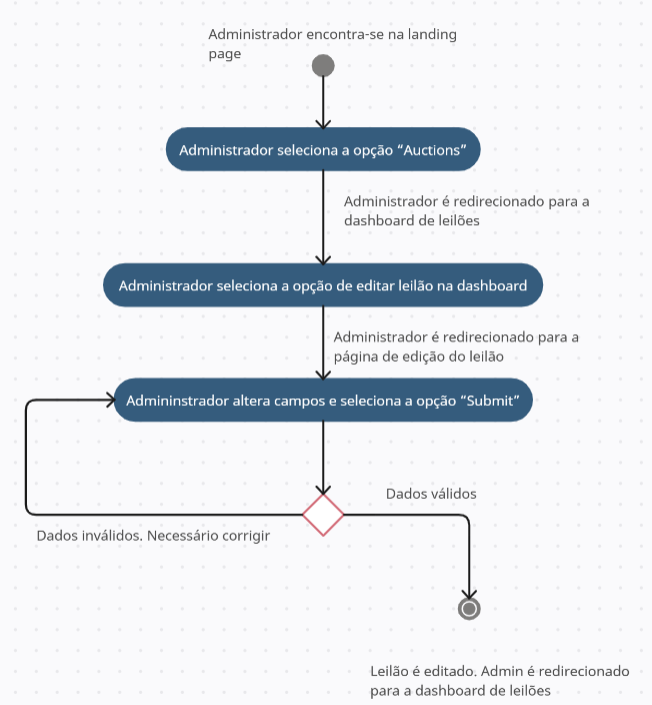 Administrador encontra-se na landing
page
Administrador seleciona a opção “Auctions”
Administrador é redirecionado para a
dashboard de leilões
Administrador seleciona a opção de editar leilão na dashboard
Administrador é redirecionado para a
página de edição do leilão
Admininstrador altera campos e seleciona a opção “Submit”
Dados válidos
Dados inválidos. Necessário corrigir
Leilão é editado. Admin é redirecionado
para a dashboard de leilões